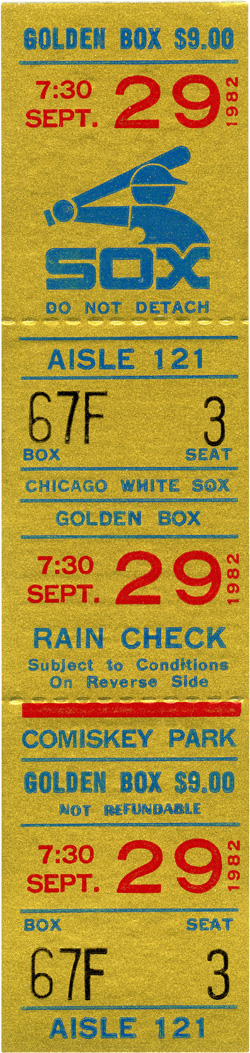 GOLDEN BOX $9.00
7:30
SEPT. 29 1982
SOX
DO NOT DETACH
AISLE 121
67F 3
BOX SEAT
CHICAGO WHITE SOX
GOLDEN BOX
7:30
SEPT. 29 1982
RAIN CHECK
Subject to Conditions
On Reverse Side
COMISKEY PARK
GOLDEN BOX $9.00
NOT REFUNDABLE
7:30
SEPT. 29 1982
BOX SEAT
67F 3
AISLE 121